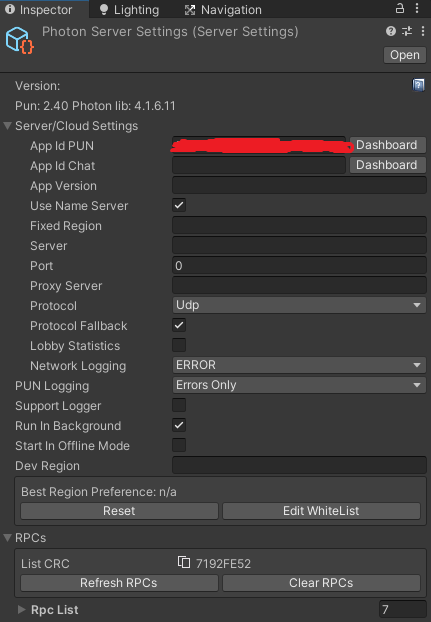 Inspector Lighting Navigation
Photon Server Settings (Server Settings)
Open
Version:
Pun: 2.40 Photon lib: 4.1.6.11
Server/Cloud Settings
App Id PUN Dashboard
App Id Chat Dashboard
App Version
Use Name Server
Fixed Region
Server
Port 0
Proxy Server
Protocol Udp
Protocol Fallback
Lobby Statistics
Network Logging ERROR
PUN Logging Errors Only
Support Logger
Run In Background
Start In Offline Mode
Dev Region
Best Region Preference: n/a
Reset Edit WhiteList
RPCs
List CRC 7192FE52
Refresh RPCs Clear RPCs
Rpc List 7